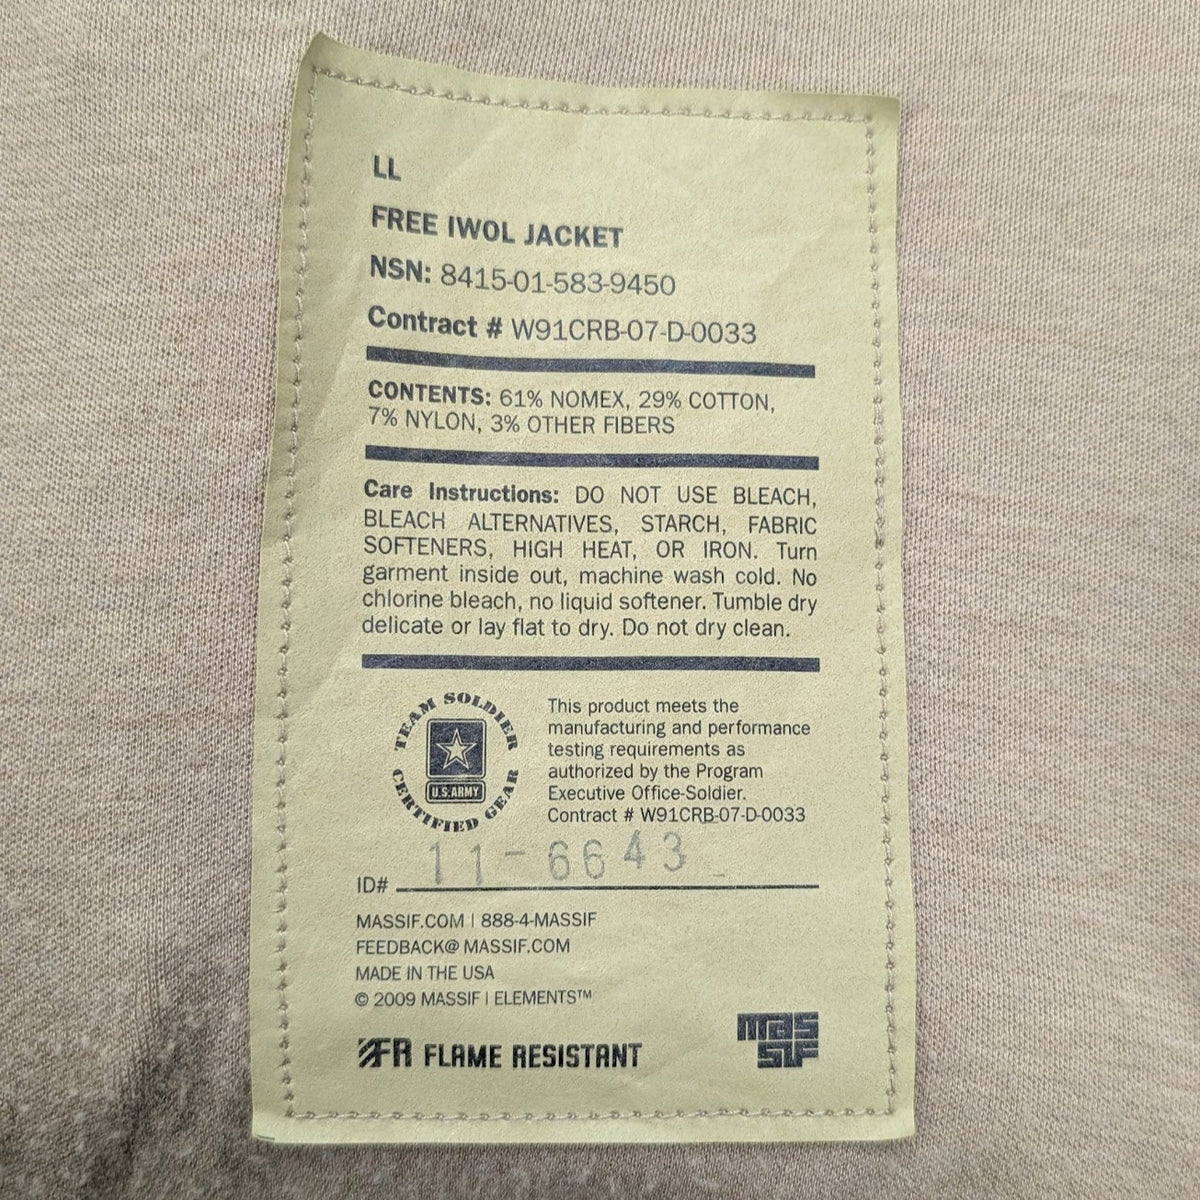 LL
FREE IWOL JACKET
NSN: 8415-01-583-9450
Contract # W91CRB-07-D-0033
CONTENTS: 61% NOMEX, 29% COTTON,
7% NYLON, 3% OTHER FIBERS
Care Instructions: DO NOT USE BLEACH,
BLEACH ALTERNATIVES, STARCH, FABRIC
SOFTENERS, HIGH HEAT, OR IRON. Turn
garment inside out, machine wash cold. No
chlorine bleach, no liquid softener. Tumble dry
delicate or lay flat to dry. Do not dry clean.
TEAM SOLDIER
U.S. ARMY
CERTIFIED GEAR
This product meets the
manufacturing and performance
testing requirements as
authorized by the Program
Executive Office-Soldier.
Contract # W91CRB-07-D-0033
ID# 11-6643
MASSIF.COM | 888-4-MASSIF
FEEDBACK@ MASSIF.COM
MADE IN THE USA
© 2009 MASSIF | ELEMENTS™
FR FLAME RESISTANT
MAS
SIF